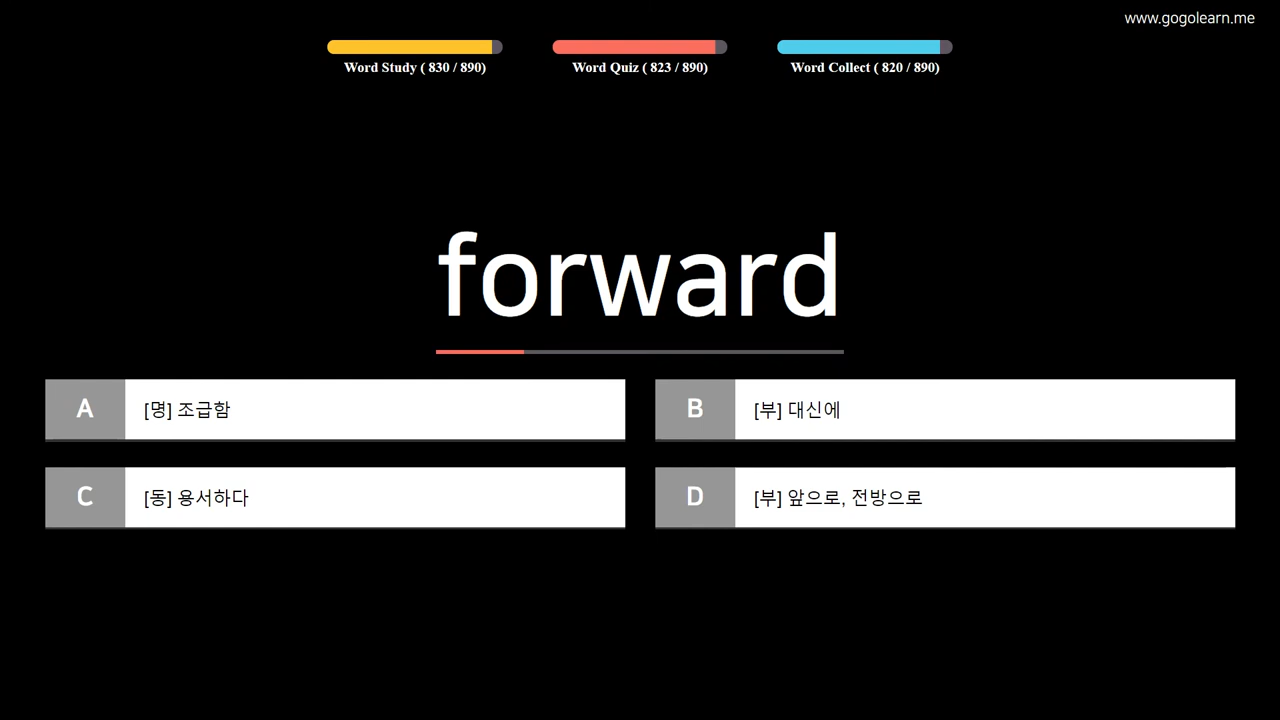 www.gogolearn.me
Word Study ( 830 / 890)
Word Quiz ( 823 / 890)
Word Collect ( 820 / 890)
forward
A [명] 조급함
B [부] 대신에
C [동] 용서하다
D [부] 앞으로, 전방으로